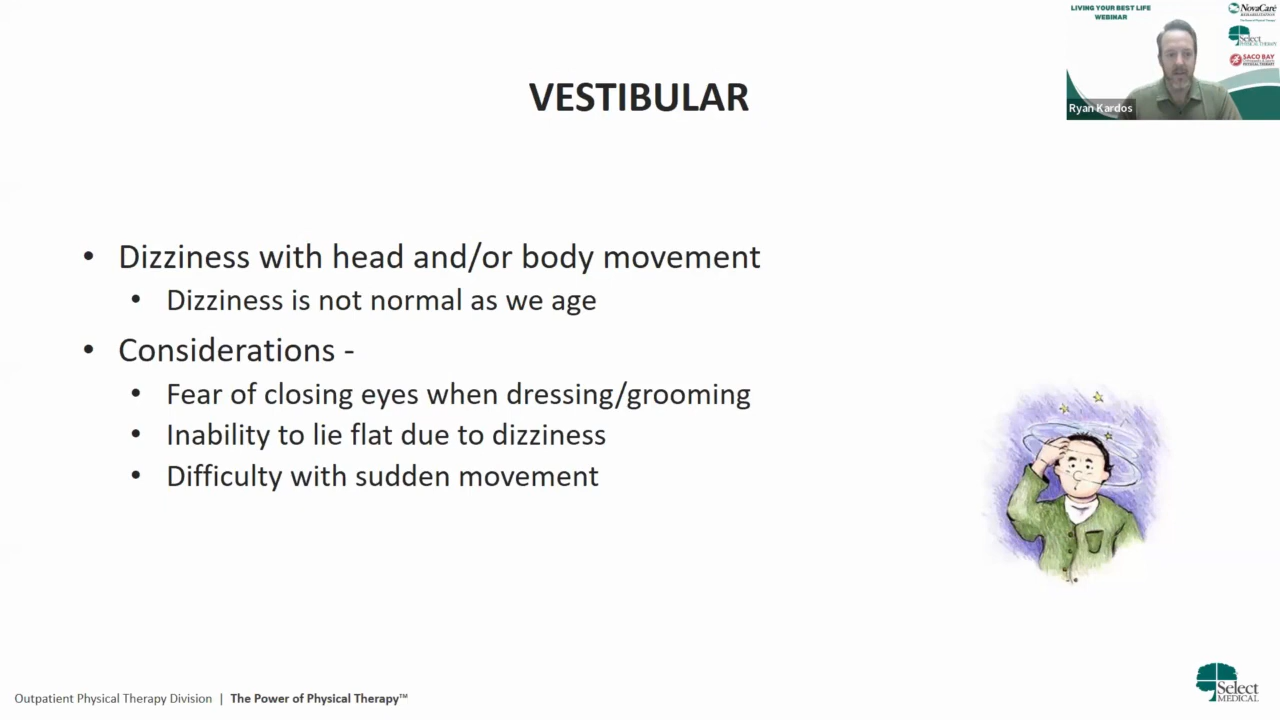 LIVING YOUR BEST LIFE
WEBINAR
NovaCare
REHABILITATION
Select
PHYSICAL THERAPY
SACO BAY
PHYSICAL THERAPY
Ryan Kardos
VESTIBULAR
• Dizziness with head and/or body movement
• Dizziness is not normal as we age
• Considerations -
• Fear of closing eyes when dressing/grooming
• Inability to lie flat due to dizziness
• Difficulty with sudden movement
Outpatient Physical Therapy Division | The Power of Physical Therapy™
Select
MEDICAL